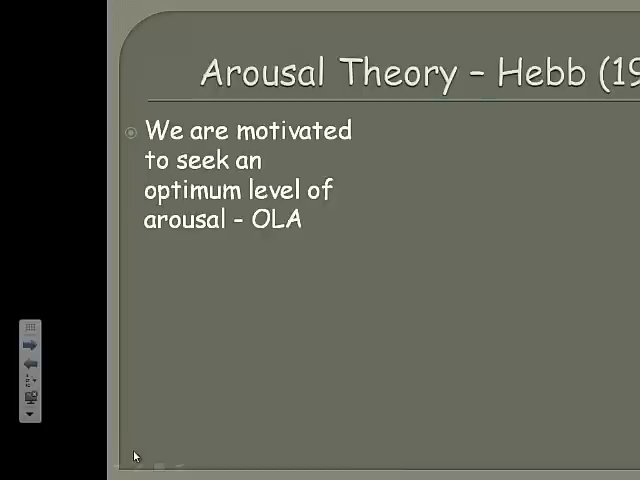 Arousal Theory – Hebb (19
We are motivated
to seek an
optimum level of
arousal - OLA